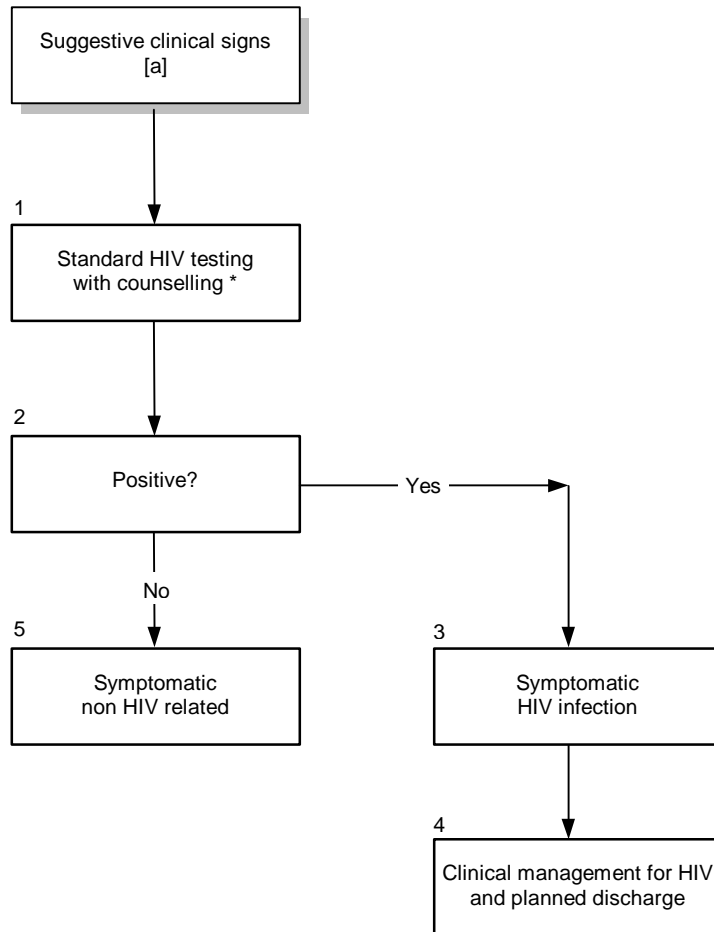 Suggestive clinical signs
[a]
1
Standard HIV testing
with counselling *
2
Positive?
Yes
No
5
Symptomatic
non HIV related
3
Symptomatic
HIV infection
4
Clinical management for HIV
and planned discharge